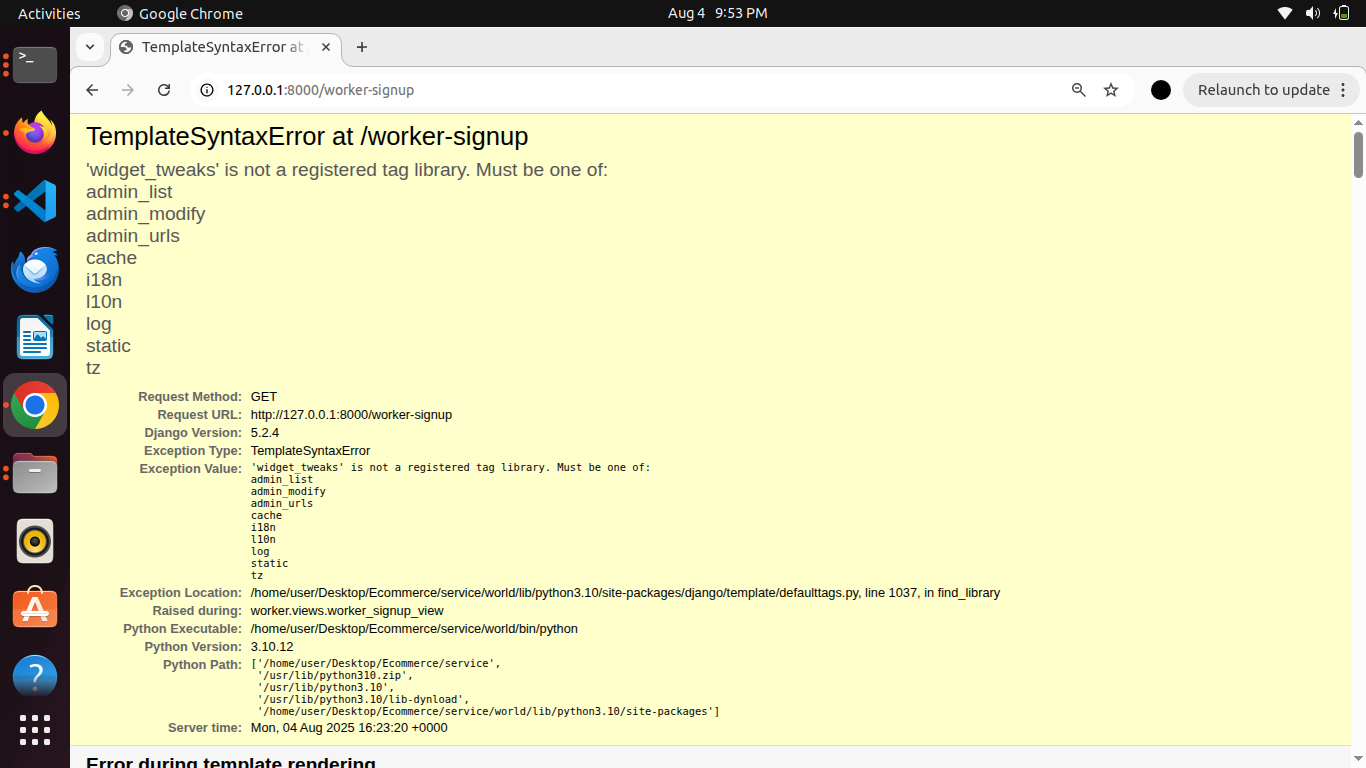 Activities
Google Chrome
Aug 4 9:53 PM
TemplateSyntaxError at /
127.0.0.1:8000/worker-signup
Relaunch to update
TemplateSyntaxError at /worker-signup
'widget_tweaks' is not a registered tag library. Must be one of:
admin_list
admin_modify
admin_urls
cache
i18n
l10n
log
static
tz
Request Method: GET
Request URL: http://127.0.0.1:8000/worker-signup
Django Version: 5.2.4
Exception Type: TemplateSyntaxError
Exception Value: 'widget_tweaks' is not a registered tag library. Must be one of:
admin_list
admin_modify
admin_urls
cache
i18n
l10n
log
static
tz
Exception Location: /home/user/Desktop/Ecommerce/service/world/lib/python3.10/site-packages/django/template/defaulttags.py, line 1037, in find_library
Raised during: worker.views.worker_signup_view
Python Executable: /home/user/Desktop/Ecommerce/service/world/bin/python
Python Version: 3.10.12
Python Path: ['/home/user/Desktop/Ecommerce/service',
'/usr/lib/python310.zip',
'/usr/lib/python3.10',
'/usr/lib/python3.10/lib-dynload',
'/home/user/Desktop/Ecommerce/service/world/lib/python3.10/site-packages']
Server time: Mon, 04 Aug 2025 16:23:20 +0000
Error during template rendering